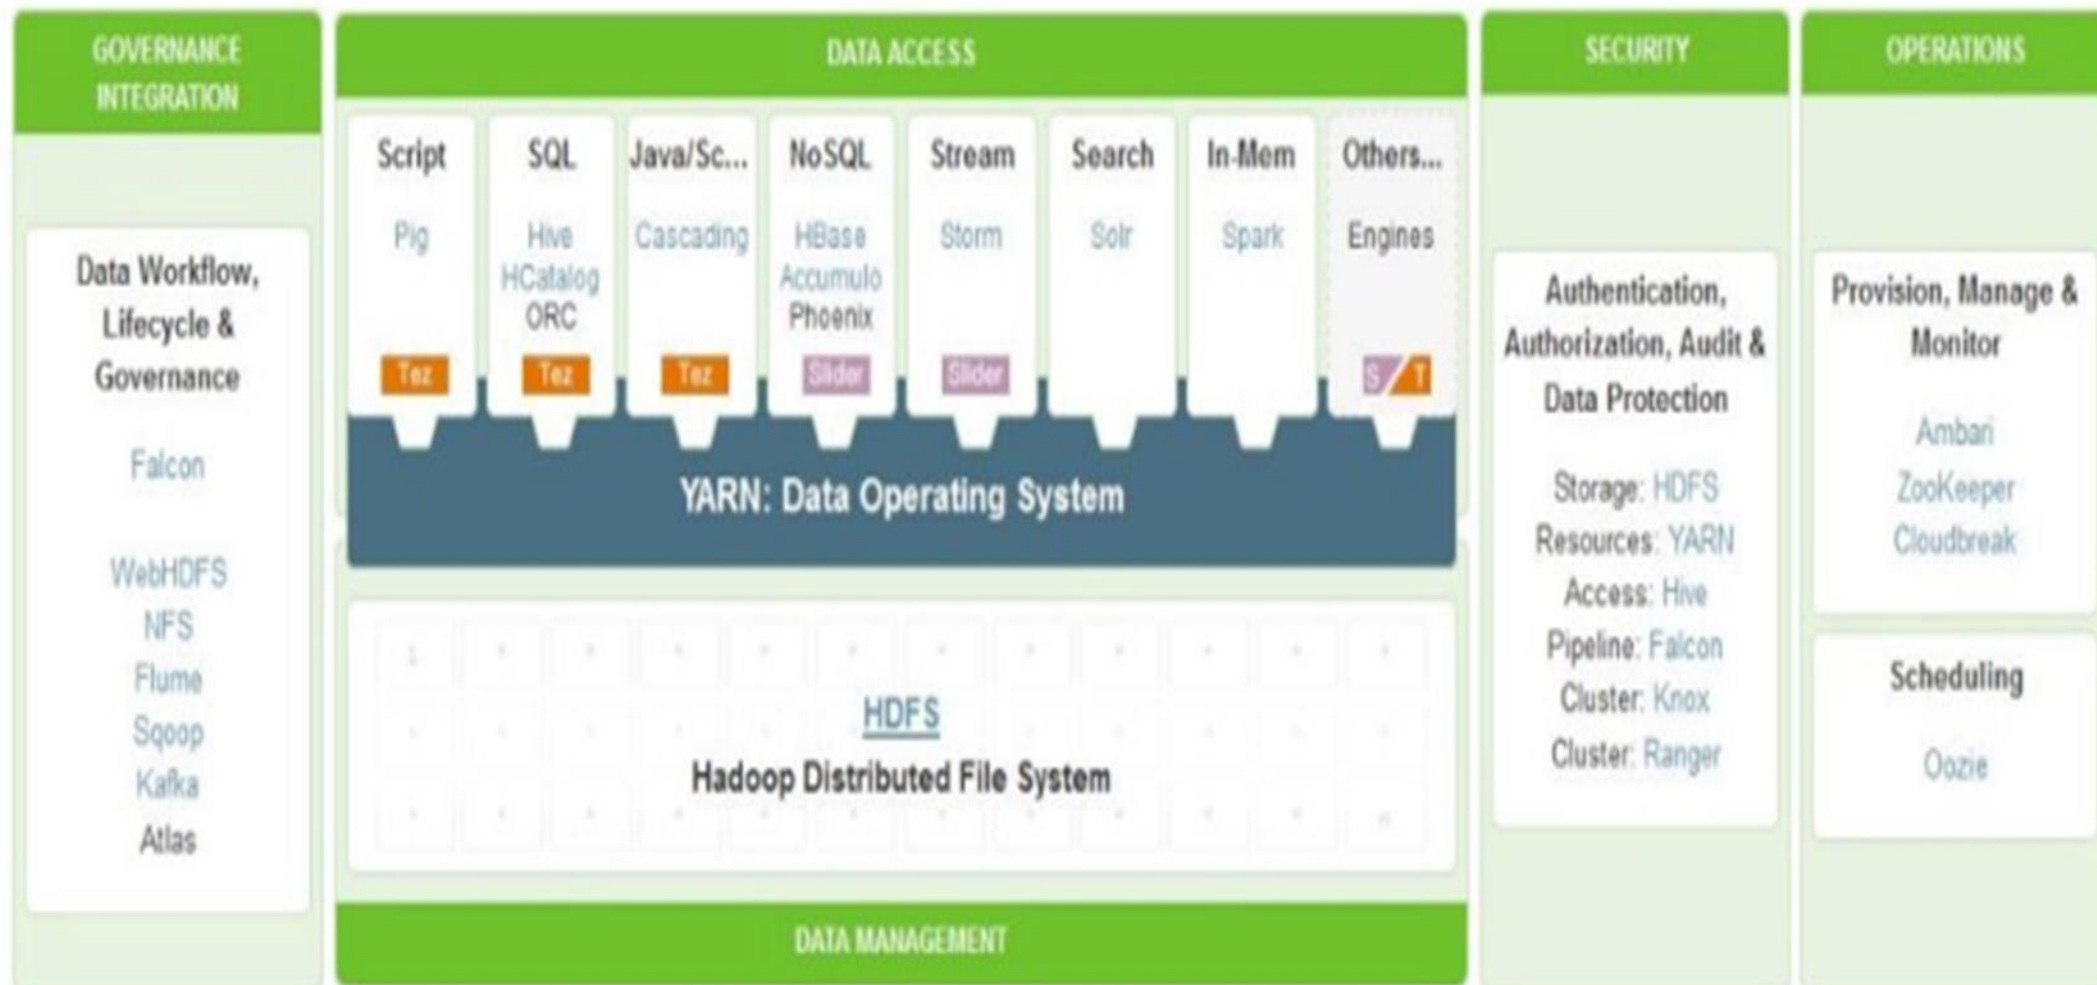 GOVERNANCE
INTEGRATION
Data Workflow,
Lifecycle &
Governance
Falcon
WebHDFS
NFS
Flume
Sqoop
Kafka
Atlas
DATA ACCESS
Script
Pig
Tez
SQL
Hive
HCatalog
ORC
Tez
Java/Sc...
Cascading
Tez
NoSQL
HBase
Accumulo
Phoenix
Slider
Stream
Storm
Slider
Search
Solr
In-Mem
Spark
Others...
Engines
S/T
YARN: Data Operating System
HDFS
Hadoop Distributed File System
DATA MANAGEMENT
SECURITY
Authentication,
Authorization, Audit &
Data Protection
Storage: HDFS
Resources: YARN
Access: Hive
Pipeline: Falcon
Cluster: Knox
Cluster: Ranger
OPERATIONS
Provision, Manage &
Monitor
Ambari
ZooKeeper
Cloudbreak
Scheduling
Oozie